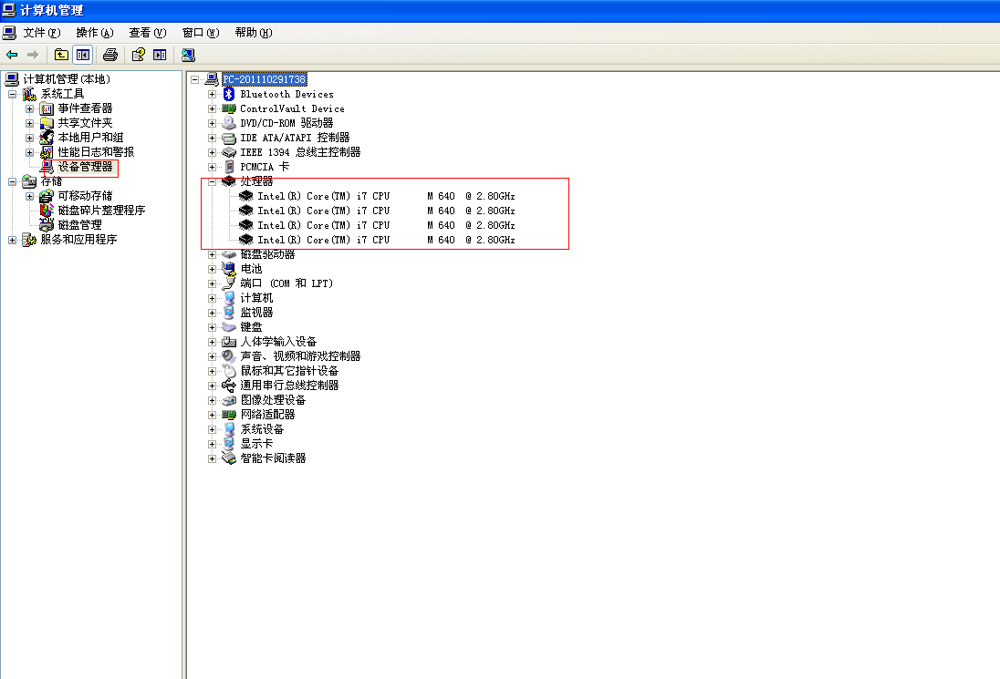 计算机管理
文件(F) 操作(A) 查看(V) 窗口(W) 帮助(H)
计算机管理(本地)
系统工具
事件查看器
共享文件夹
本地用户和组
性能日志和警报
设备管理器
存储
可移动存储
磁盘碎片整理程序
磁盘管理
服务和应用程序
PC-201110291738
Bluetooth Devices
ControlVault Device
DVD/CD-ROM 驱动器
IDE ATA/ATAPI 控制器
IEEE 1394 总线主控制器
PCMCIA 卡
处理器
Intel(R) Core(TM) i7 CPU M 640 @ 2.80GHz
Intel(R) Core(TM) i7 CPU M 640 @ 2.80GHz
Intel(R) Core(TM) i7 CPU M 640 @ 2.80GHz
Intel(R) Core(TM) i7 CPU M 640 @ 2.80GHz
磁盘驱动器
电池
端口 (COM 和 LPT)
计算机
监视器
键盘
人体学输入设备
声音、视频和游戏控制器
鼠标和其它指针设备
通用串行总线控制器
图像处理设备
网络适配器
系统设备
显示卡
智能卡阅读器